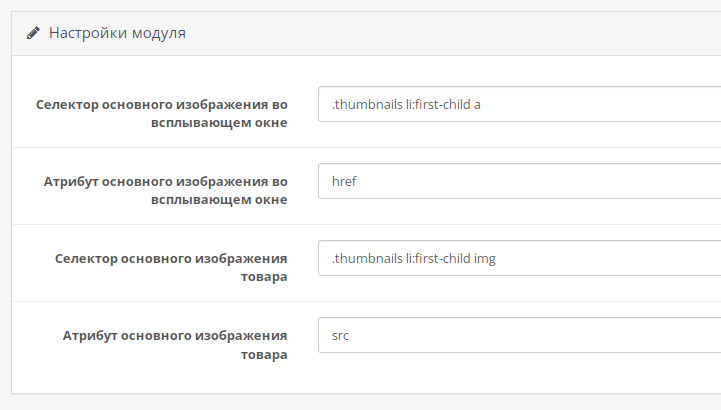 Настройки модуля
Селектор основного изображения во
всплывающем окне
.thumbnails li:first-child a
Атрибут основного изображения во
всплывающем окне
href
Селектор основного изображения
товара
.thumbnails li:first-child img
Атрибут основного изображения
товара
src